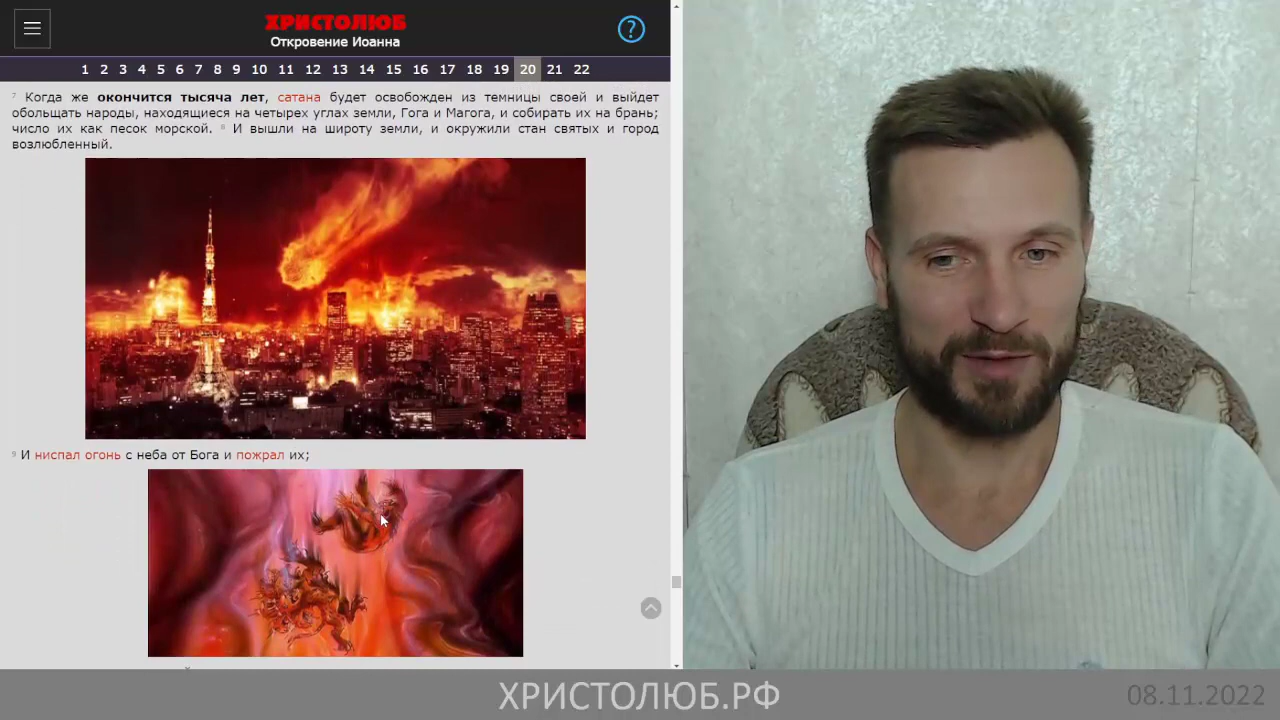 ХРИСТОЛЮБ
Откровение Иоанна
?
1 2 3 4 5 6 7 8 9 10 11 12 13 14 15 16 17 18 19 20 21 22
7 Когда же окончится тысяча лет, сатана будет освобожден из темницы своей и выйдет
обольщать народы, находящиеся на четырех углах земли, Гога и Магога, и собирать их на брань;
число их как песок морской. 8 И вышли на широту земли, и окружили стан святых и город
возлюбленный.
9 И ниспал огонь с неба от Бога и пожрал их;
ХРИСТОЛЮБ.РФ
08.11.2022